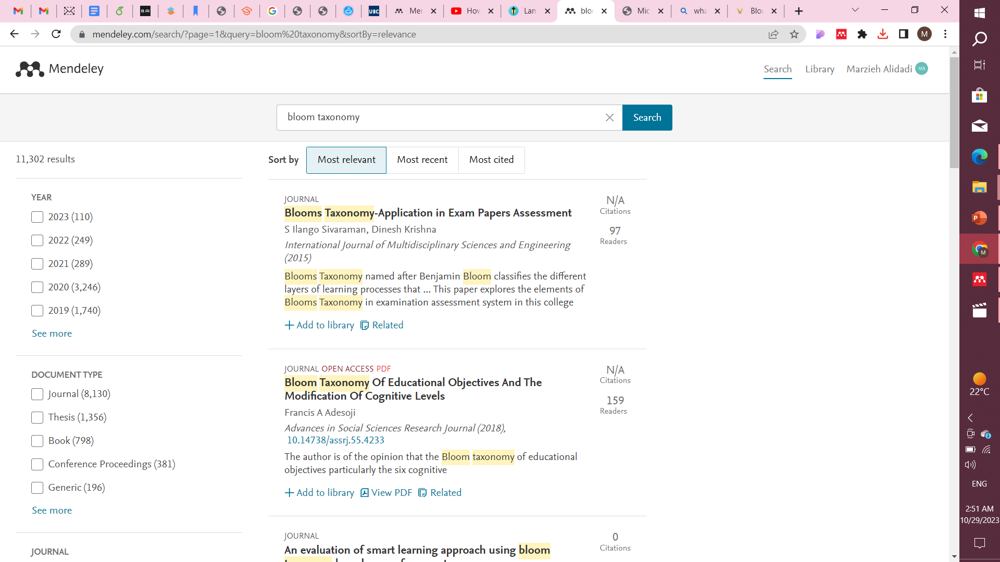 B AI
UBC
Mer
How
Lan
bloo
Mic
wha
Bloo
mendeley.com/search/?page=1&query=bloom%20taxonomy&sortBy=relevance
M
Mendeley
Search
Library
Marzieh Alidadi MA
bloom taxonomy
Search
11,302 results
Sort by
Most relevant
Most recent
Most cited
YEAR
2023 (110)
2022 (249)
2021 (289)
2020 (3,246)
2019 (1,740)
See more
DOCUMENT TYPE
Journal (8,130)
Thesis (1,356)
Book (798)
Conference Proceedings (381)
Generic (196)
See more
JOURNAL
JOURNAL
Blooms Taxonomy-Application in Exam Papers Assessment
S Ilango Sivaraman, Dinesh Krishna
International Journal of Multidisciplinary Sciences and Engineering
(2015)
Blooms Taxonomy named after Benjamin Bloom classifies the different
layers of learning processes that ... This paper explores the elements of
Blooms Taxonomy in examination assessment system in this college
Add to library
Related
N/A
Citations
97
Readers
JOURNAL OPEN ACCESS PDF
Bloom Taxonomy Of Educational Objectives And The
Modification Of Cognitive Levels
Francis A Adesoji
Advances in Social Sciences Research Journal (2018),
10.14738/assrj.55.4233
The author is of the opinion that the Bloom taxonomy of educational
objectives particularly the six cognitive
Add to library
View PDF
Related
N/A
Citations
159
Readers
JOURNAL
An evaluation of smart learning approach using bloom
0
Citations
22°C
ENG
2:51 AM
10/29/2023